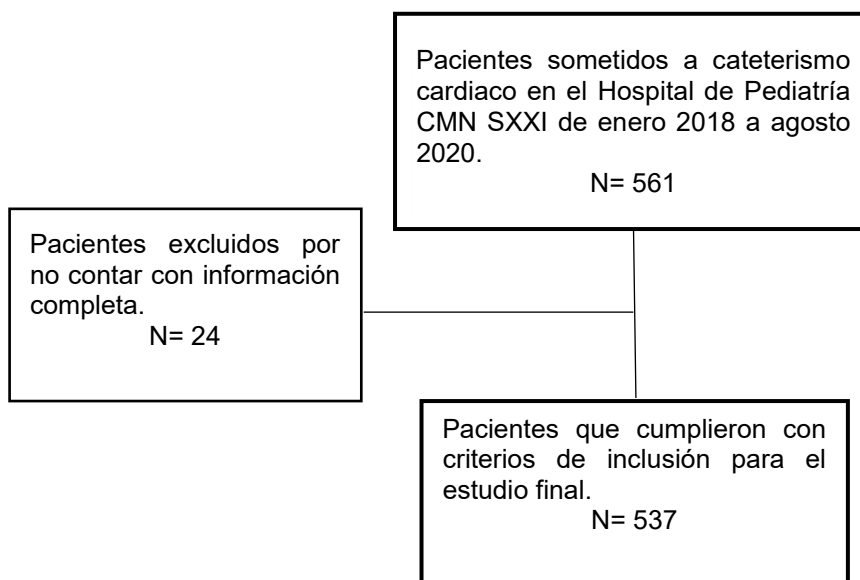 Pacientes sometidos a cateterismo
cardiaco en el Hospital de Pediatría
CMN SXXI de enero 2018 a agosto
2020.
N= 561
Pacientes excluidos por
no contar con información
completa.
N= 24
Pacientes que cumplieron con
criterios de inclusión para el
estudio final.
N= 537